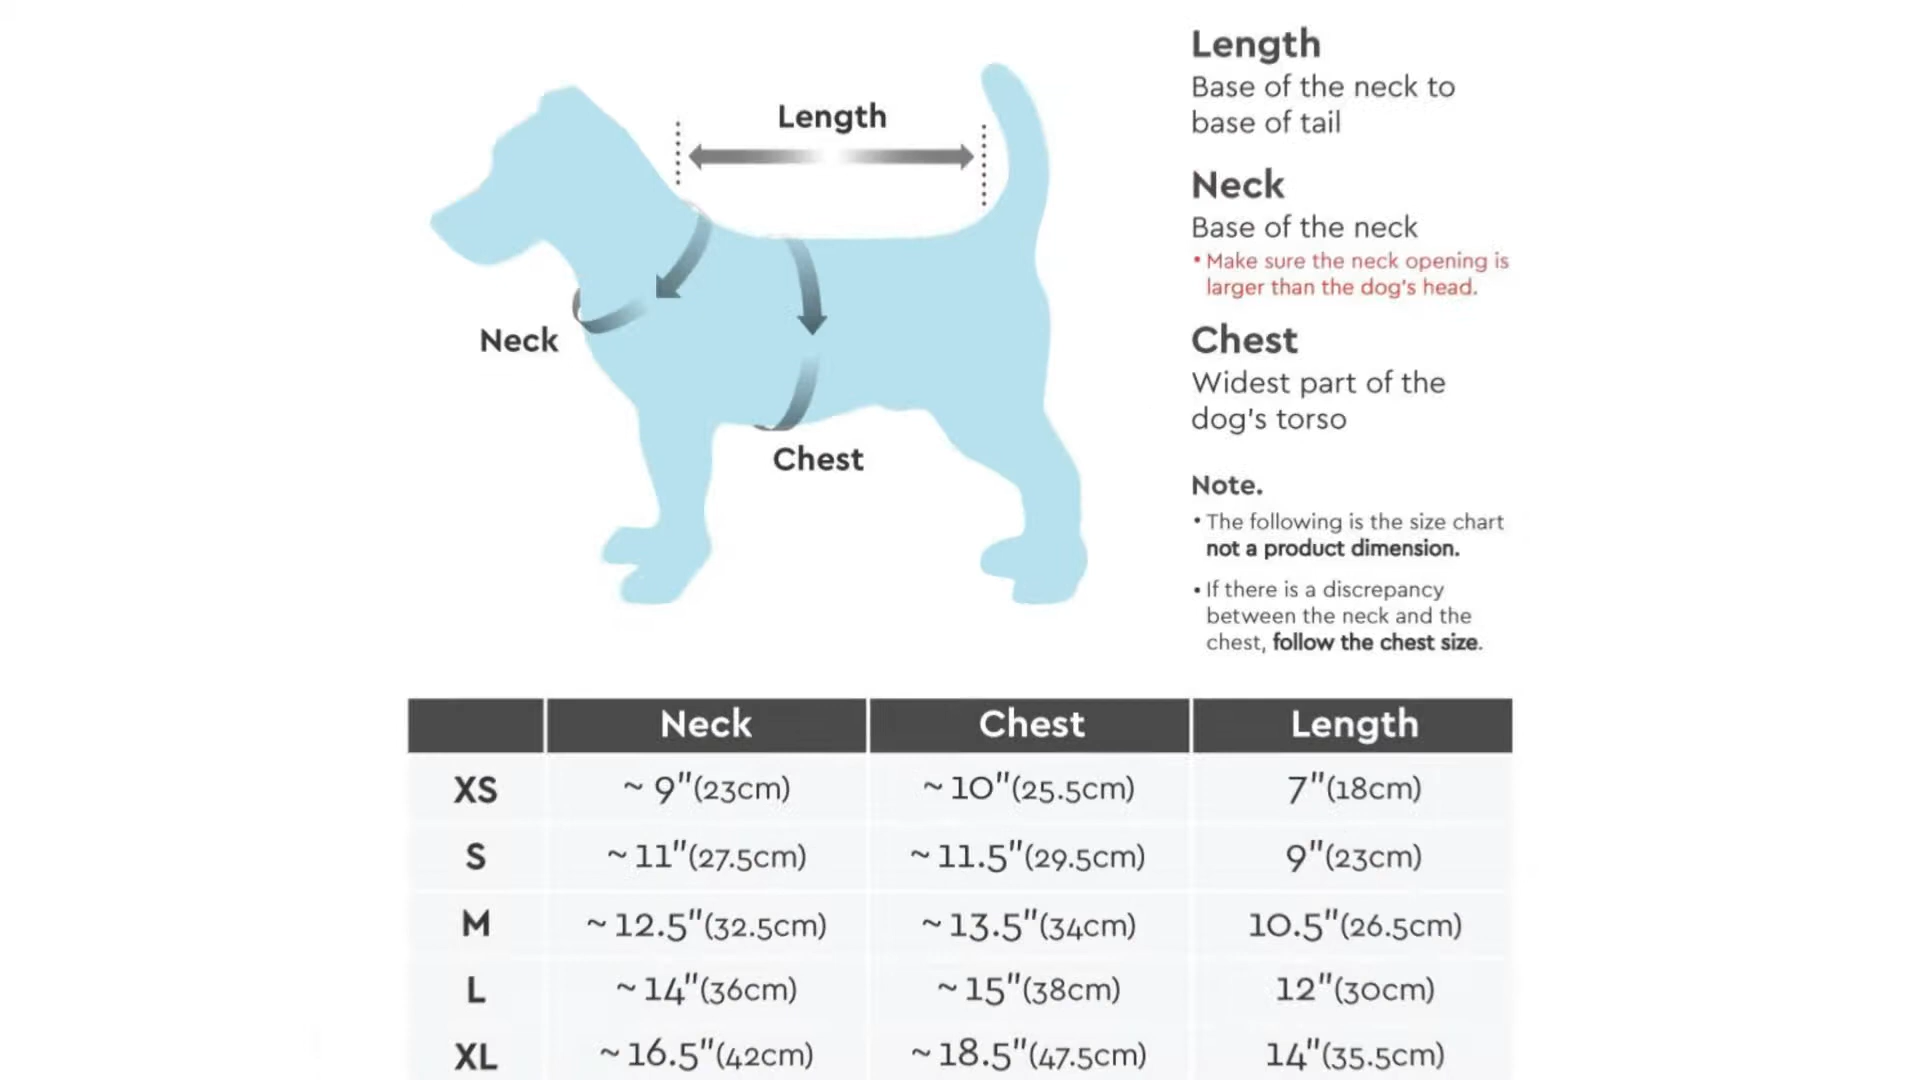 Length
Neck
Chest
Length
Base of the neck to
base of tail
Neck
Base of the neck
• Make sure the neck opening is
larger than the dog's head.
Chest
Widest part of the
dog's torso
Note.
• The following is the size chart
not a product dimension.
• If there is a discrepancy
between the neck and the
chest, follow the chest size.
Neck Chest Length
XS ~ 9"(23cm) ~ 10"(25.5cm) 7"(18cm)
S ~ 11"(27.5cm) ~ 11.5"(29.5cm) 9"(23cm)
M ~ 12.5"(32.5cm) ~ 13.5"(34cm) 10.5"(26.5cm)
L ~ 14"(36cm) ~ 15"(38cm) 12"(30cm)
XL ~ 16.5"(42cm) ~ 18.5"(47.5cm) 14"(35.5cm)